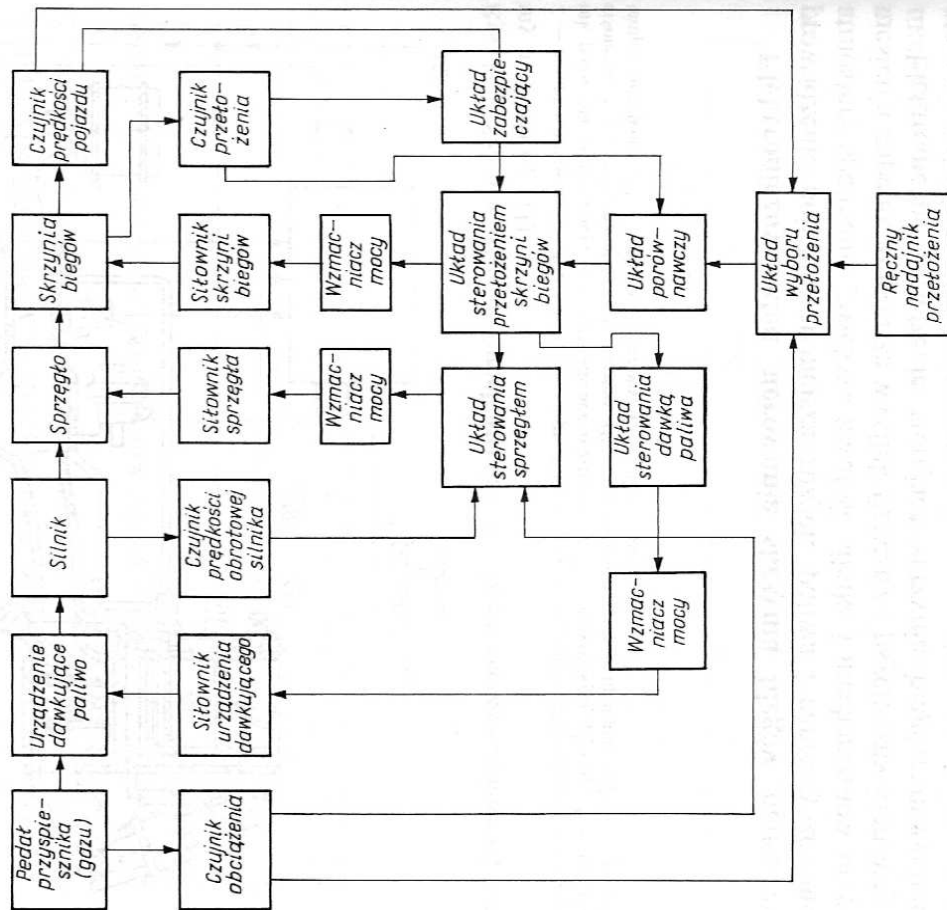 Pedał
przyspie-
sznika
(gazu)
Urządzenie
dawkujące
paliwo
Silnik
Sprzęgło
Skrzynia
biegów
Czujnik
prędkości
pojazdu
Czujnik
obciążenia
Siłownik
urządzenia
dawkującego
Czujnik
prędkości
obrotowej
silnika
Siłownik
sprzęgła
Siłownik
skrzyni
biegów
Czujnik
przeło-
żenia
Wzmac-
niacz
mocy
Wzmac-
niacz
mocy
Układ
sterowania
sprzęgłem
Układ
sterowania
przełożeniem
skrzyni
biegów
Układ
zabezpie-
czający
Wzmac-
niacz
mocy
Układ
sterowania
dawką
paliwa
Układ
porów-
nawczy
Układ
wyboru
przełożenia
Ręczny
nadajnik
przełożenia